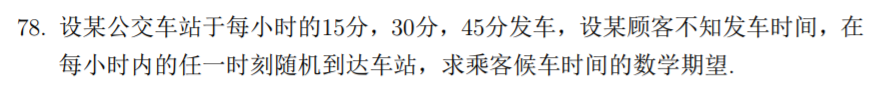 78. 设某公交车站于每小时的15分，30分，45分发车，设某顾客不知发车时间，在
每小时内的任一时刻随机到达车站，求乘客候车时间的数学期望.